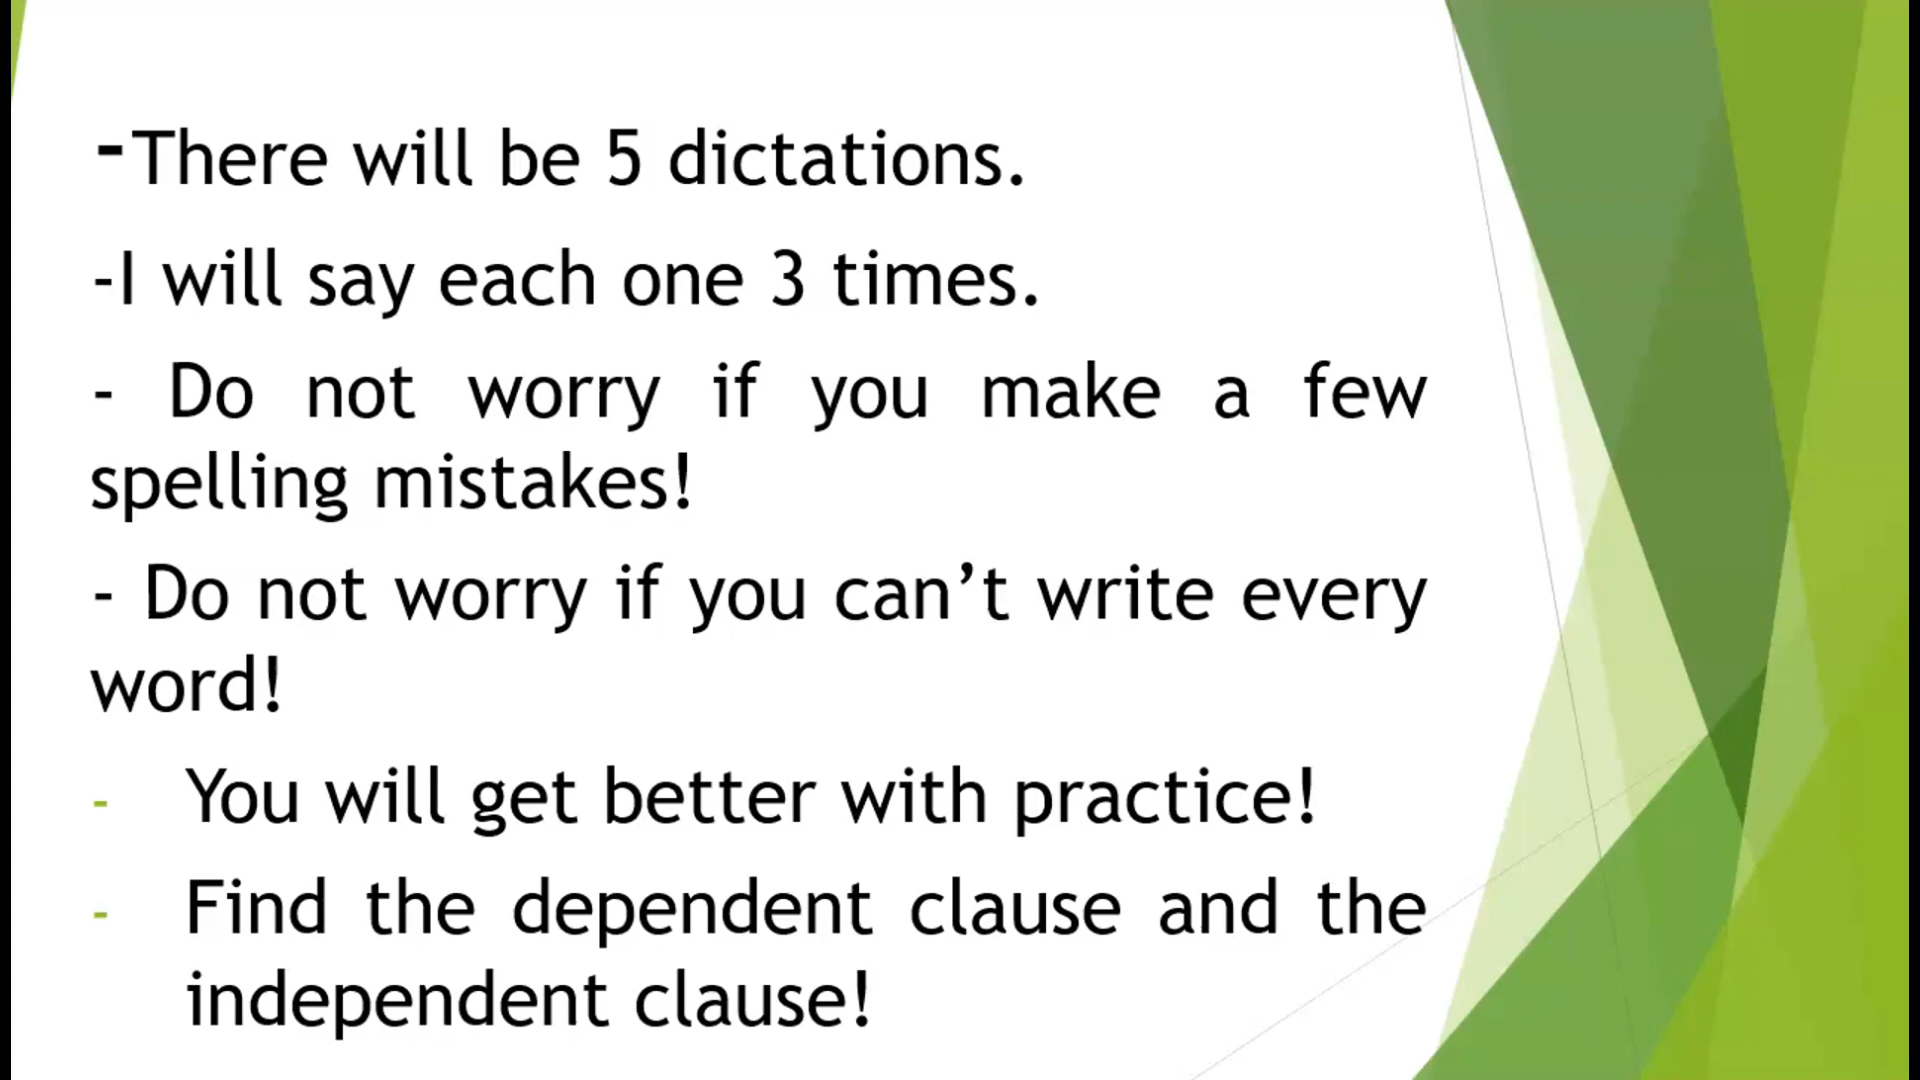 -There will be 5 dictations.
-I will say each one 3 times.
- Do not worry if you make a few
spelling mistakes!
- Do not worry if you can’t write every
word!
- You will get better with practice!
- Find the dependent clause and the
independent clause!